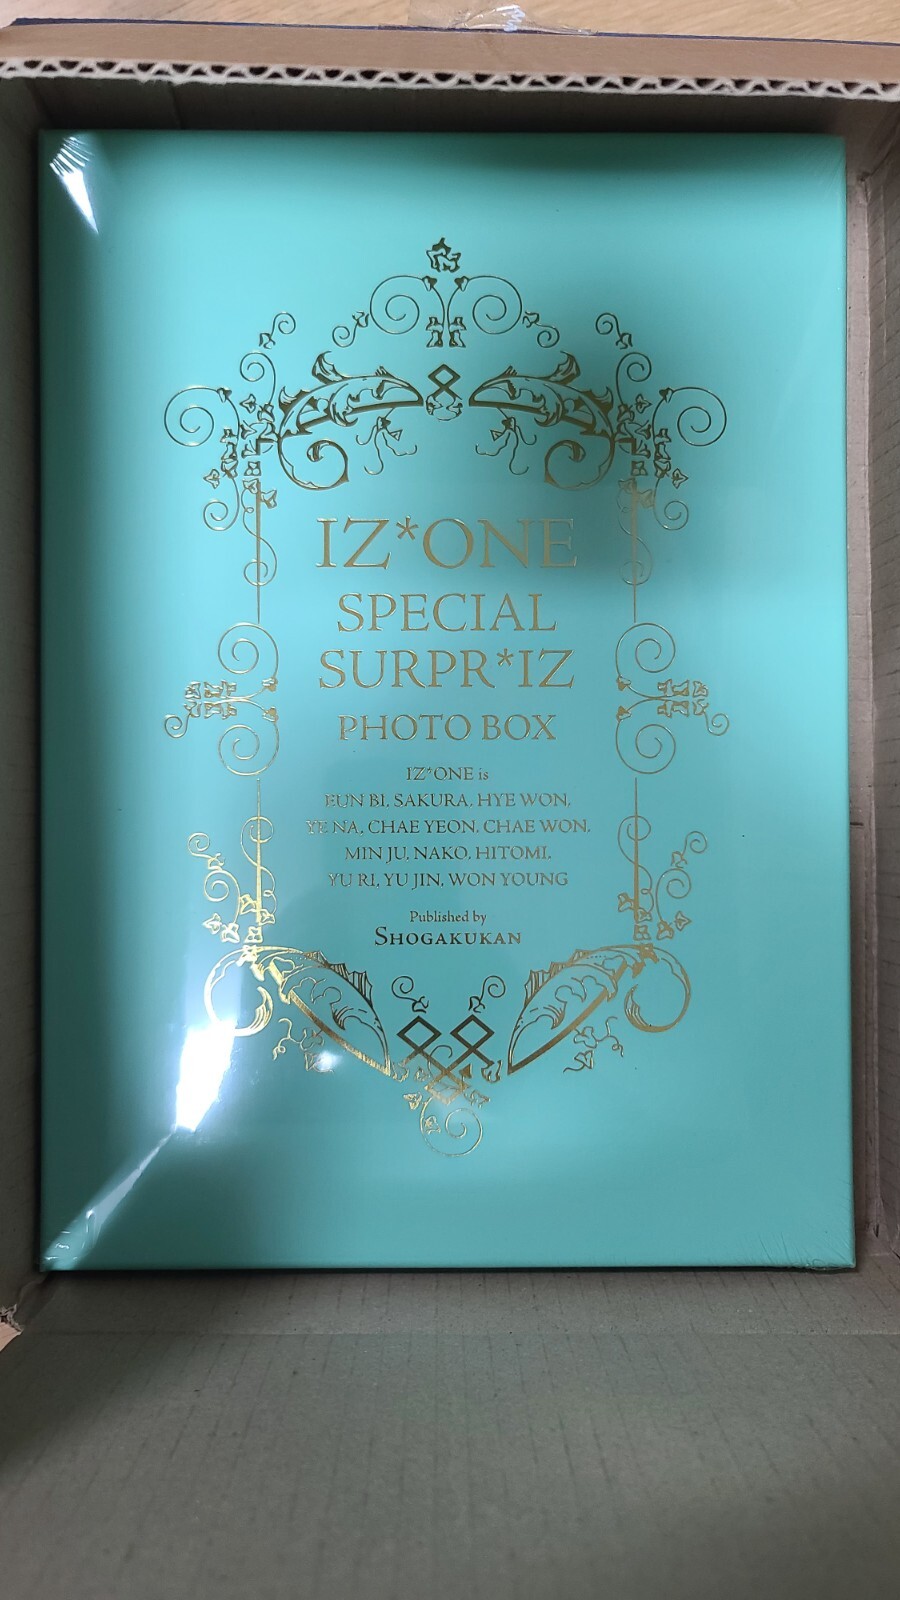 IZ*ONE
SPECIAL
SURPR*IZ
PHOTO BOX
IZ*ONE is
EUN BI, SAKURA, HYE WON,
YE NA, CHAE YEON, CHAE WON,
MIN JU, NAKO, HITOMI,
YU RI, YU JIN, WON YOUNG
Published by
SHOGAKUKAN